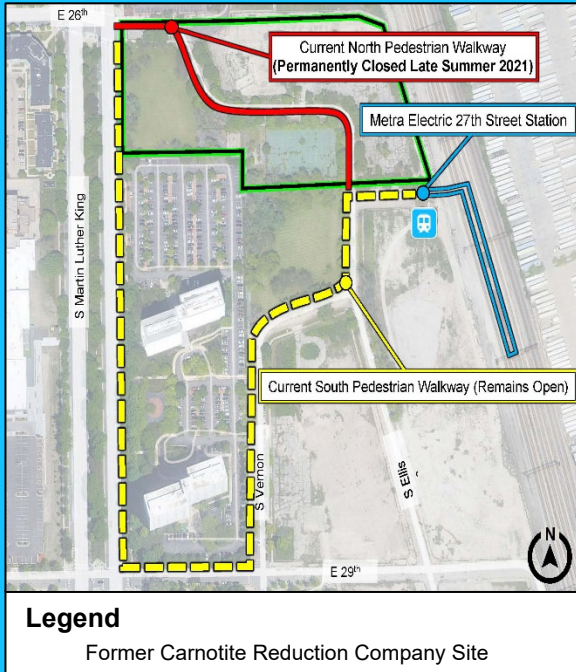 E 26th
Current North Pedestrian Walkway
(Permanently Closed Late Summer 2021)
Metra Electric 27th Street Station
S Martin Luther King
Current South Pedestrian Walkway (Remains Open)
S Vernon
S Ellis
E 29th
N
Legend
Former Carnotite Reduction Company Site